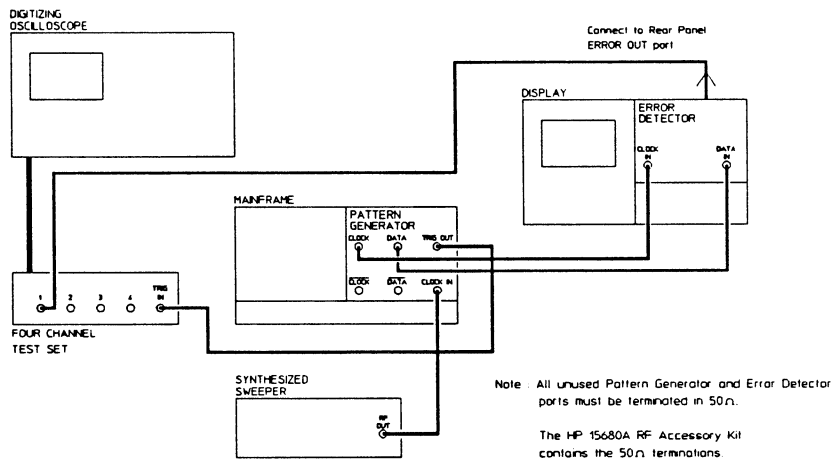 DIGITIZING
OSCILLOSCOPE
Connect to Rear Panel
ERROR OUT port
DISPLAY
ERROR
DETECTOR
CLOCK
IN
DATA
IN
MAINFRAME
PATTERN
GENERATOR
CLOCK DATA TRIG OUT
CLOCK DATA CLOCK IN
1 2 3 4 TRIG
IN
FOUR CHANNEL
TEST SET
SYNTHESIZED
SWEEPER
RF
OUT
Note : All unused Pattern Generator and Error Detector
ports must be terminated in 50Ω.
The HP 15680A RF Accessory Kit
contains the 50Ω terminations.